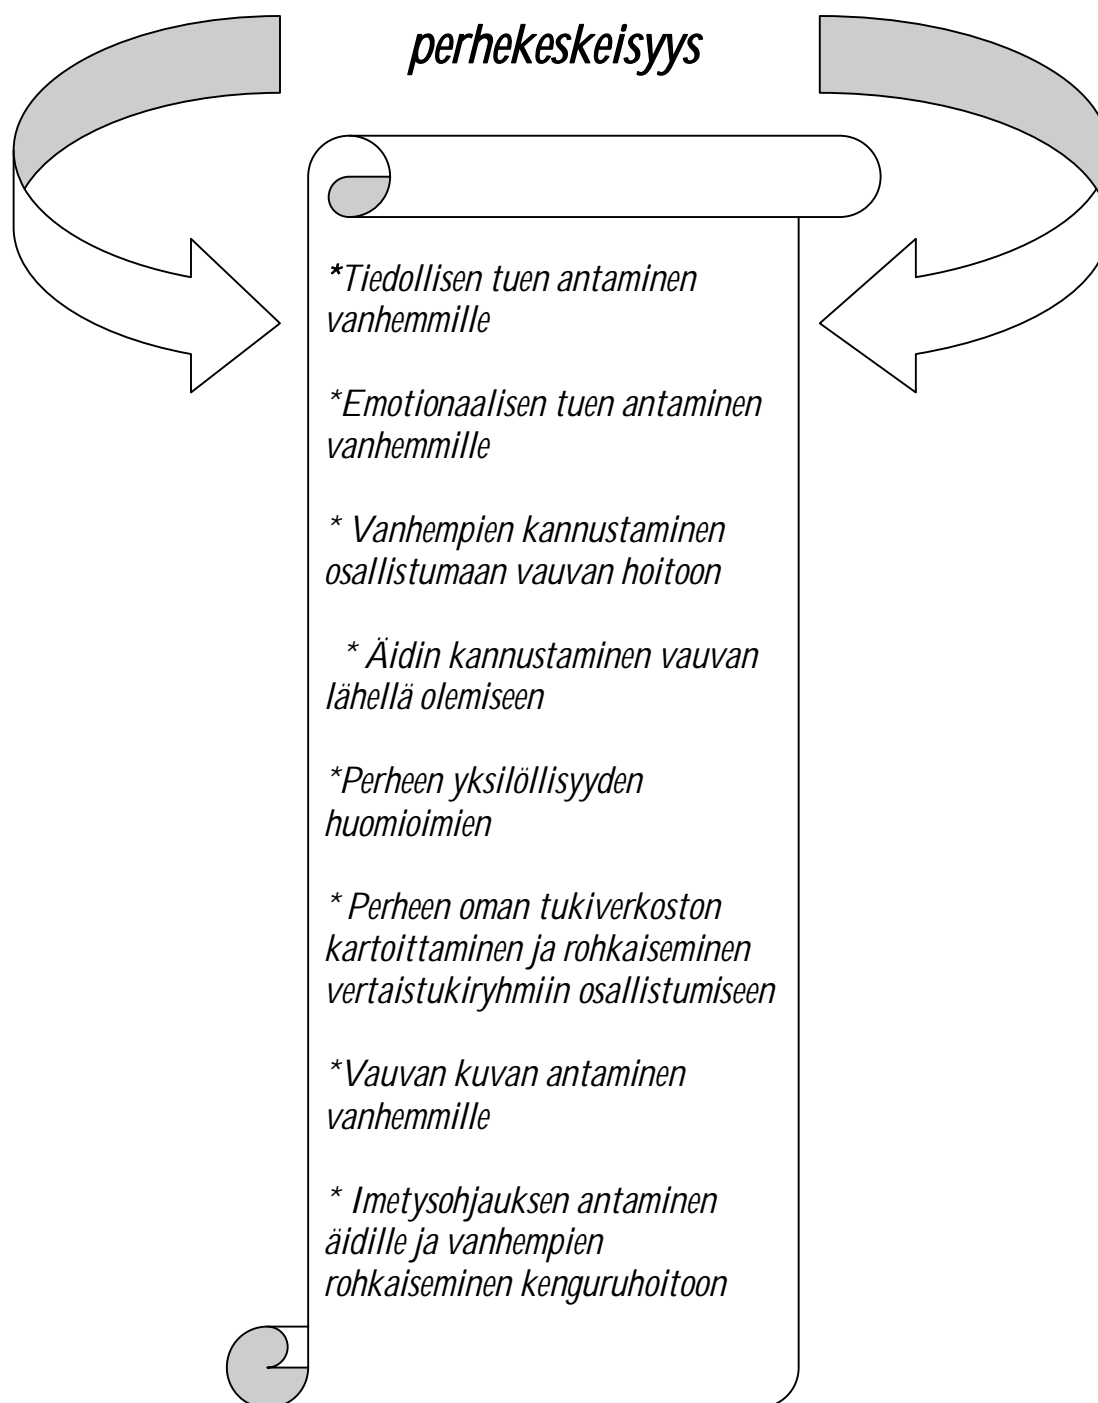 perhekeskeisyys
*Tiedollisen tuen antaminen
vanhemmille
*Emotionaalisen tuen antaminen
vanhemmille
* Vanhempien kannustaminen
osallistumaan vauvan hoitoon
* Äidin kannustaminen vauvan
lähellä olemiseen
*Perheen yksilöllisyyden
huomioimien
* Perheen oman tukiverkoston
kartoittaminen ja rohkaiseminen
vertaistukiryhmiin osallistumiseen
*Vauvan kuvan antaminen
vanhemmille
* Imetysohjauksen antaminen
äidille ja vanhempien
rohkaiseminen kenguruhoitoon